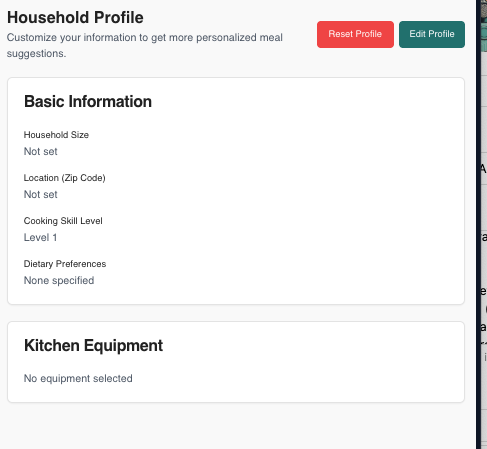 Household Profile
Customize your information to get more personalized meal
suggestions.
Reset Profile
Edit Profile
Basic Information
Household Size
Not set
Location (Zip Code)
Not set
Cooking Skill Level
Level 1
Dietary Preferences
None specified
Kitchen Equipment
No equipment selected